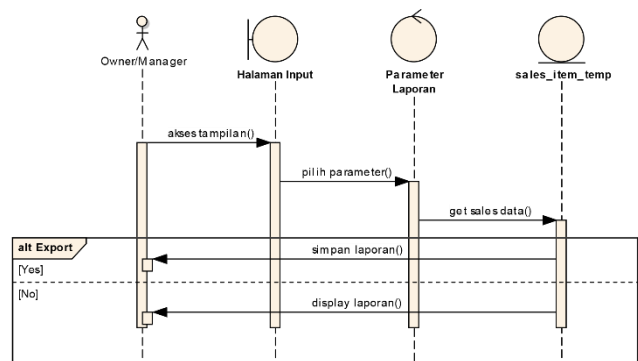 Owner/Manager
Halaman Input
Parameter
Laporan
sales_item_temp
akses tampilan()
pilih parameter()
get sales data()
alt Export
simpan laporan()
[Yes]
[No]
display laporan()